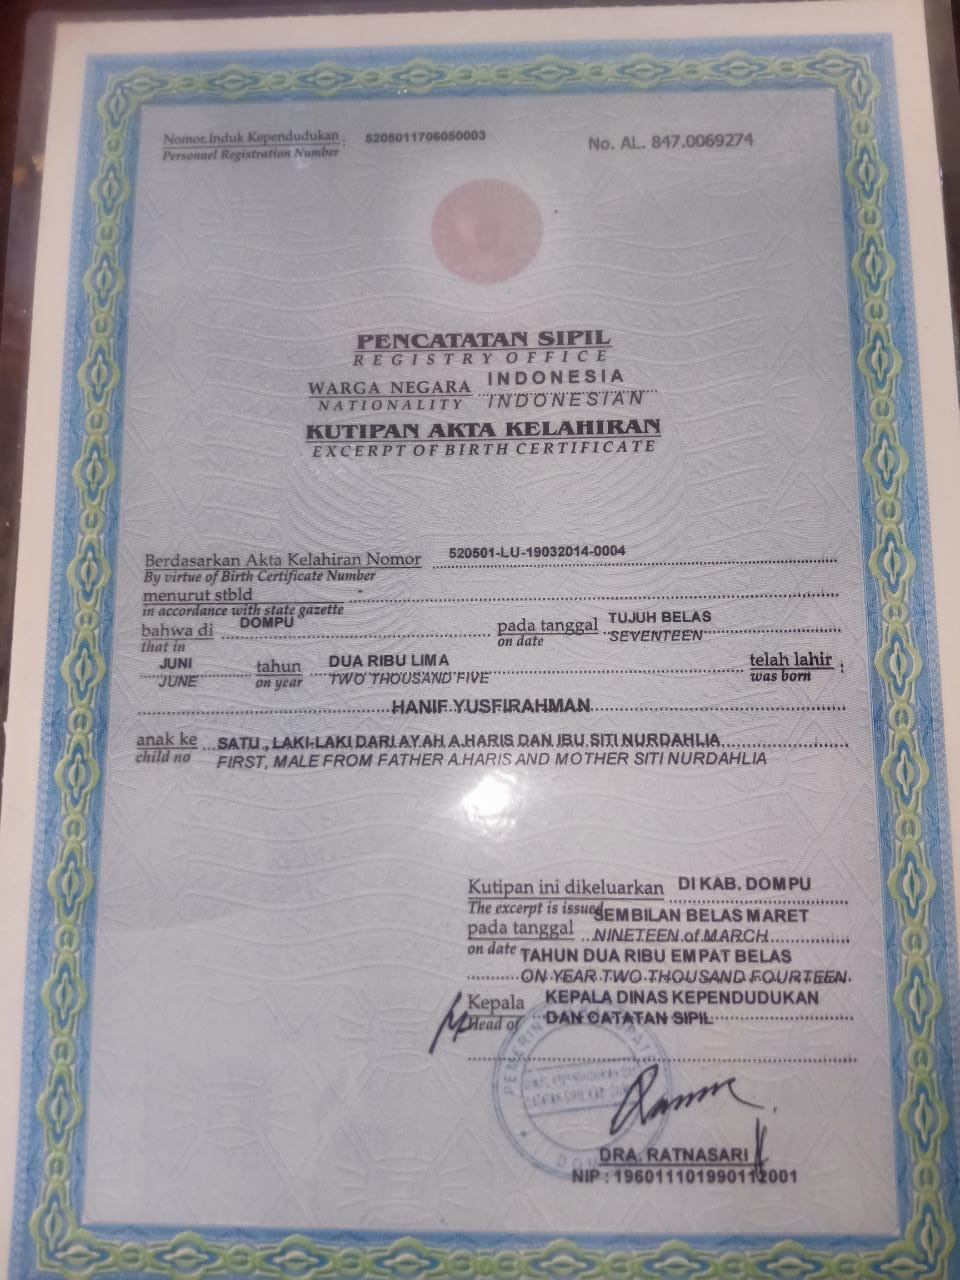 Nomor Induk Kependudukan : 5205011706050003
Personnel Registration Number
No. AL. 847.0069274
PENCATATAN SIPIL
REGISTRY OFFICE
WARGA NEGARA INDONESIA
NATIONALITY INDONESIAN
KUTIPAN AKTA KELAHIRAN
EXCERPT OF BIRTH CERTIFICATE
Berdasarkan Akta Kelahiran Nomor 520501-LU-19032014-0004
By virtue of Birth Certificate Number
menurut stbld -
in accordance with state gazette
bahwa di DOMPU pada tanggal TUJUH BELAS
that in on date SEVENTEEN
JUNI tahun DUA RIBU LIMA telah lahir :
JUNE on year TWO THOUSAND FIVE was born
HANIF YUSFIRAHMAN
anak ke SATU , LAKI-LAKI DARI AYAH A.HARIS DAN IBU SITI NURDAHLIA
child no FIRST, MALE FROM FATHER A.HARIS AND MOTHER SITI NURDAHLIA
Kutipan ini dikeluarkan DI KAB. DOMPU
The excerpt is issued SEMBILAN BELAS MARET
pada tanggal NINETEEN of MARCH
on date TAHUN DUA RIBU EMPAT BELAS
ON YEAR TWO THOUSAND FOURTEEN
Kepala KEPALA DINAS KEPENDUDUKAN
Head of DAN CATATAN SIPIL
DRA. RATNASARI
NIP : 196011101990112001